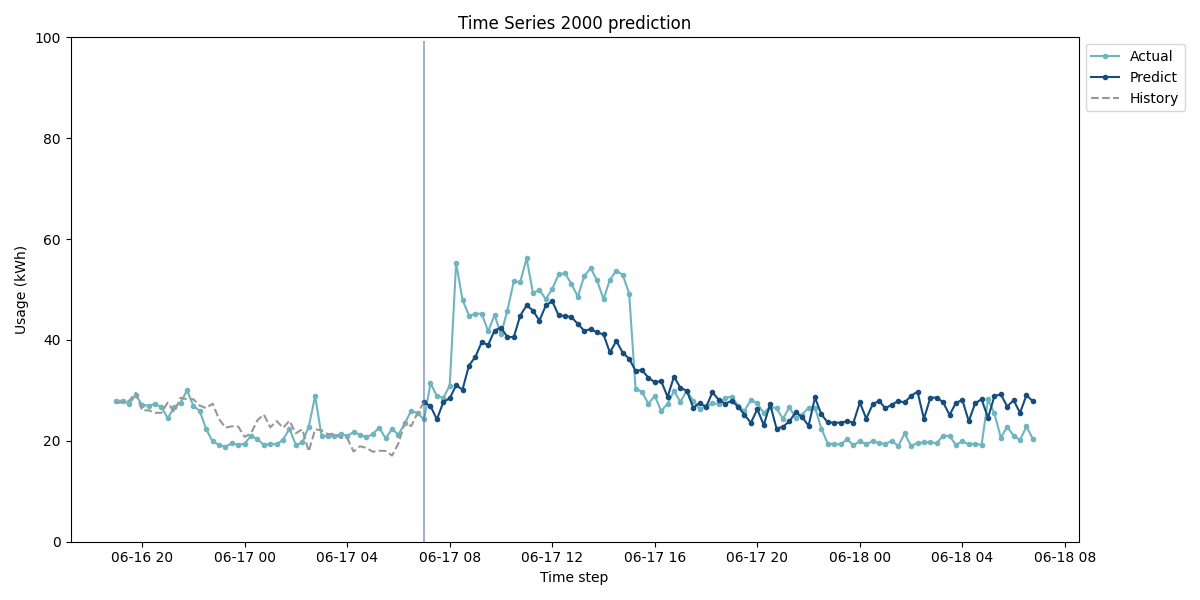 Time Series 2000 prediction
100
80
60
40
20
0
Usage (kWh)
06-16 20
06-17 00
06-17 04
06-17 08
06-17 12
06-17 16
06-17 20
06-18 00
06-18 04
06-18 08
Time step
Actual
Predict
History